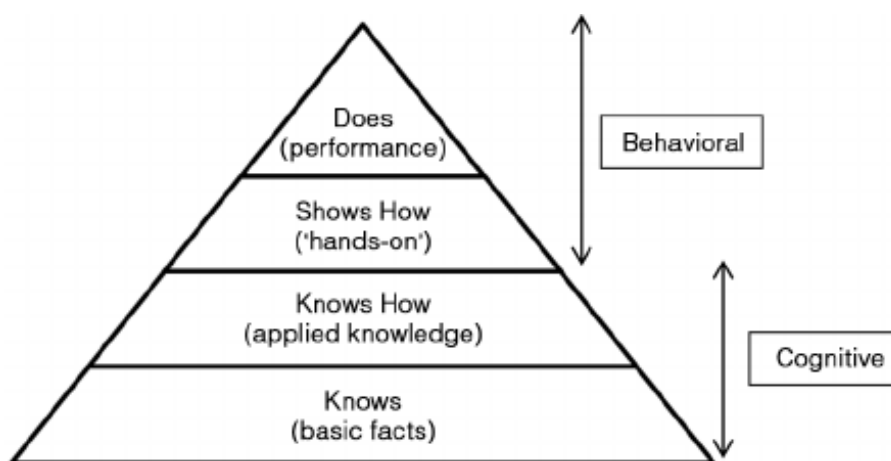 Does
(performance)
Behavioral
Shows How
('hands-on')
Knows How
(applied knowledge)
Cognitive
Knows
(basic facts)